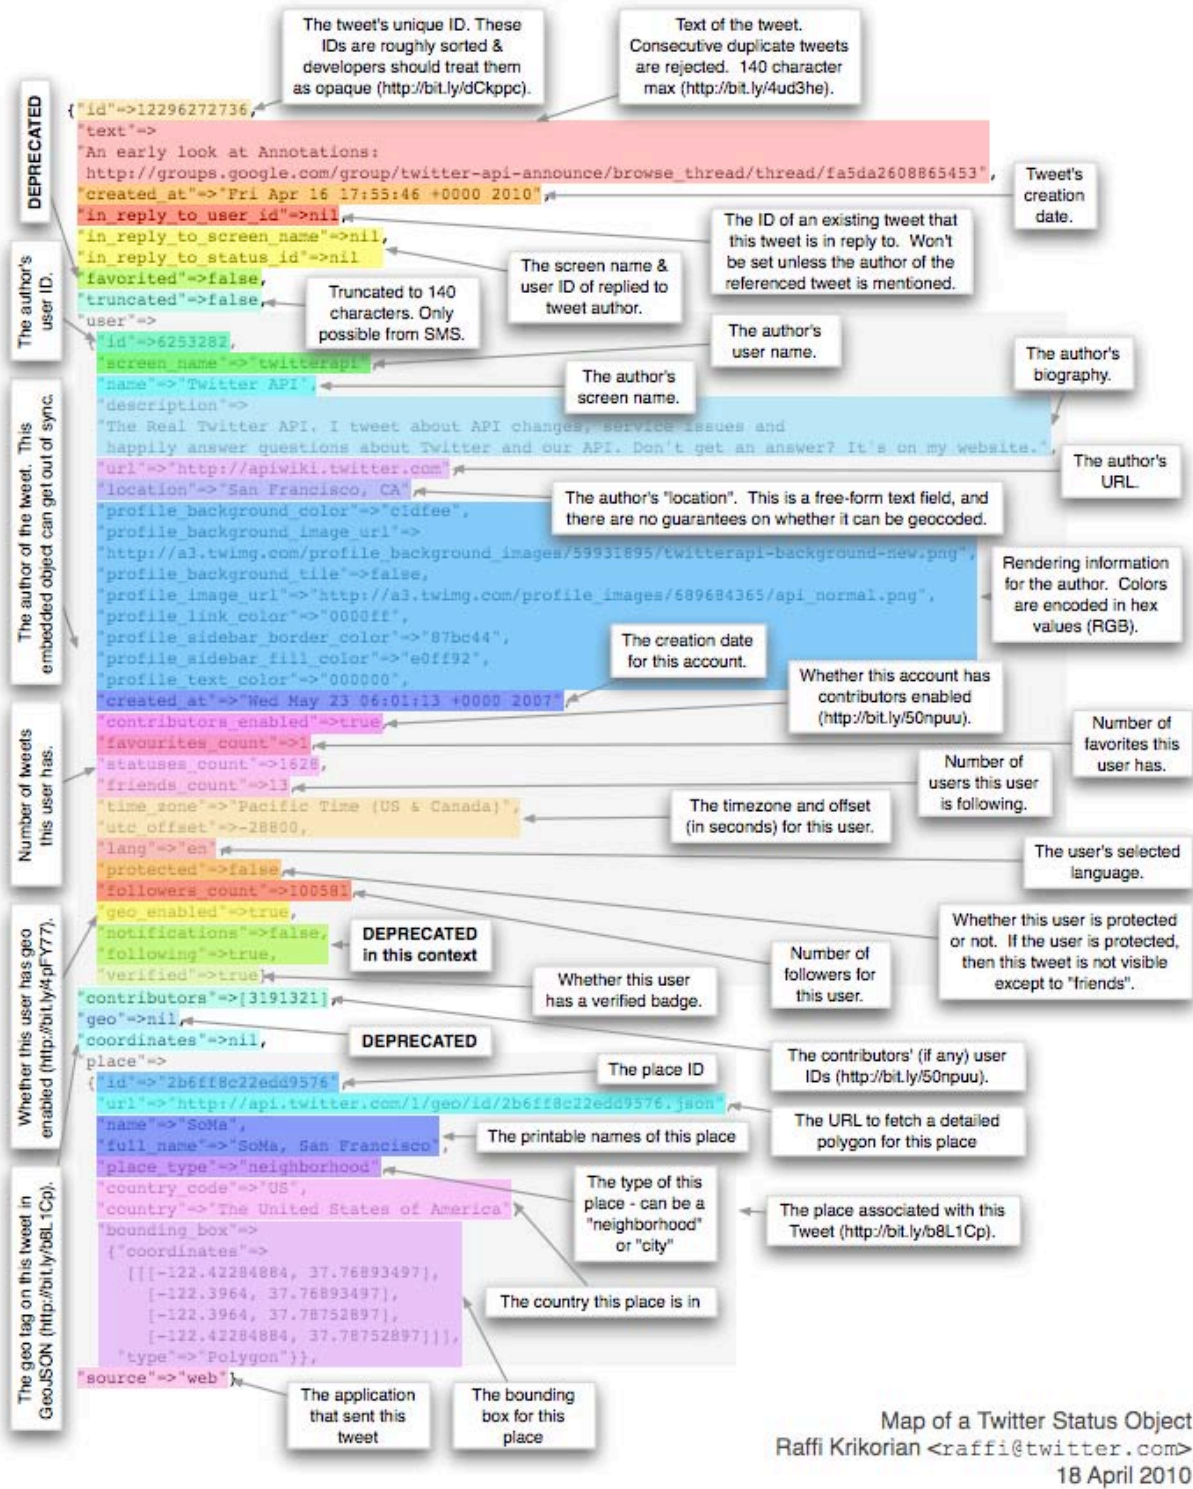 The tweet's unique ID. These
IDs are roughly sorted &
developers should treat them
as opaque (http://bit.ly/dCkppc).
Text of the tweet.
Consecutive duplicate tweets
are rejected. 140 character
max (http://bit.ly/4ud3he).
DEPRECATED
{"id"=>12296272736,
"text"=>
"An early look at Annotations:
http://groups.google.com/group/twitter-api-announce/browse_thread/thread/fa5da2608865453",
"created_at"=>"Fri Apr 16 17:55:46 +0000 2010",
Tweet's
creation
date.
"in_reply_to_user_id"=>nil,
"in_reply_to_screen_name"=>nil,
"in_reply_to_status_id"=>nil
The ID of an existing tweet that
this tweet is in reply to. Won't
be set unless the author of the
referenced tweet is mentioned.
The screen name &
user ID of replied to
tweet author.
"favorited"=>false,
"truncated"=>false,
Truncated to 140
characters. Only
possible from SMS.
The author's
user ID.
"user"=>
{"id"=>6253282,
"screen_name"=>"twitterapi",
The author's
user name.
"name"=>"Twitter API",
The author's
screen name.
The author's
biography.
"description"=>
"The Real Twitter API. I tweet about API changes, service issues and
happily answer questions about Twitter and our API. Don't get an answer? It's on my website.",
"url"=>"http://apiwiki.twitter.com",
The author's
URL.
"location"=>"San Francisco, CA",
The author's "location". This is a free-form text field, and
there are no guarantees on whether it can be geocoded.
The author of the tweet. This
embedded object can get out of sync.
"profile_background_color"=>"c1dfee",
"profile_background_image_url"=>
"http://a3.twimg.com/profile_background_images/59931895/twitterapi-background-new.png",
"profile_background_tile"=>false,
"profile_image_url"=>"http://a3.twimg.com/profile_images/689684365/api_normal.png",
"profile_link_color"=>"0000ff",
"profile_sidebar_border_color"=>"87bc44",
"profile_sidebar_fill_color"=>"e0ff92",
"profile_text_color"=>"000000",
Rendering information
for the author. Colors
are encoded in hex
values (RGB).
"created_at"=>"Wed May 23 06:01:13 +0000 2007",
The creation date
for this account.
"contributors_enabled"=>true,
Whether this account has
contributors enabled
(http://bit.ly/50npuu).
"favourites_count"=>1,
Number of
favorites this
user has.
"statuses_count"=>1628,
Number of tweets
this user has.
"friends_count"=>13,
Number of
users this user
is following.
"time_zone"=>"Pacific Time (US & Canada)",
"utc_offset"=>-28800,
The timezone and offset
(in seconds) for this user.
"lang"=>"en",
The user's selected
language.
"protected"=>false,
"followers_count"=>100581,
"geo_enabled"=>true,
Whether this user is protected
or not. If the user is protected,
then this tweet is not visible
except to "friends".
Whether this user has geo
enabled (http://bit.ly/4pFY77).
"notifications"=>false,
"following"=>true,
DEPRECATED
in this context
Number of
followers for
this user.
"verified"=>true},
Whether this user
has a verified badge.
"contributors"=>[3191321],
"geo"=>nil,
DEPRECATED
"coordinates"=>nil,
The contributors' (if any) user
IDs (http://bit.ly/50npuu).
"place"=>
{"id"=>"2b6ff8c22edd9576",
The place ID
"url"=>"http://api.twitter.com/1/geo/id/2b6ff8c22edd9576.json",
The URL to fetch a detailed
polygon for this place
"name"=>"SoMa",
"full_name"=>"SoMa, San Francisco",
The printable names of this place
"place_type"=>"neighborhood",
The type of this
place - can be a
"neighborhood"
or "city"
"country_code"=>"US",
"country"=>"The United States of America",
The place associated with this
Tweet (http://bit.ly/b8L1Cp).
The geo tag on this tweet in
GeoJSON (http://bit.ly/b8L1Cp).
"bounding_box"=>
{"coordinates"=>
[[[-122.42284884, 37.76893497],
[-122.3964, 37.76893497],
[-122.3964, 37.78752897],
[-122.42284884, 37.78752897]]],
"type"=>"Polygon"}},
The country this place is in
"source"=>"web"}
The application
that sent this
tweet
The bounding
box for this
place
Map of a Twitter Status Object
Raffi Krikorian <raffi@twitter.com>
18 April 2010